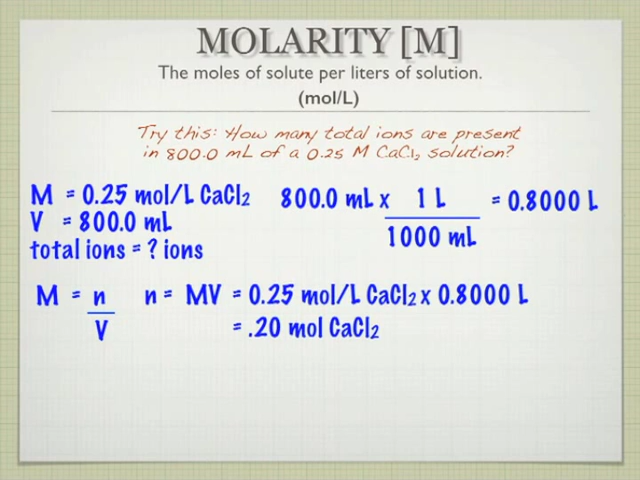 MOLARITY [M]
The moles of solute per liters of solution.
(mol/L)
Try this: How many total ions are present
in 800.0 mL of a 0.25 M CaCl₂ solution?
M = 0.25 mol/L CaCl₂
V = 800.0 mL
total ions = ? ions
800.0 mL x 1 L = 0.8000 L
1000 mL
M = n
V
n = MV = 0.25 mol/L CaCl₂ x 0.8000 L
= .20 mol CaCl₂